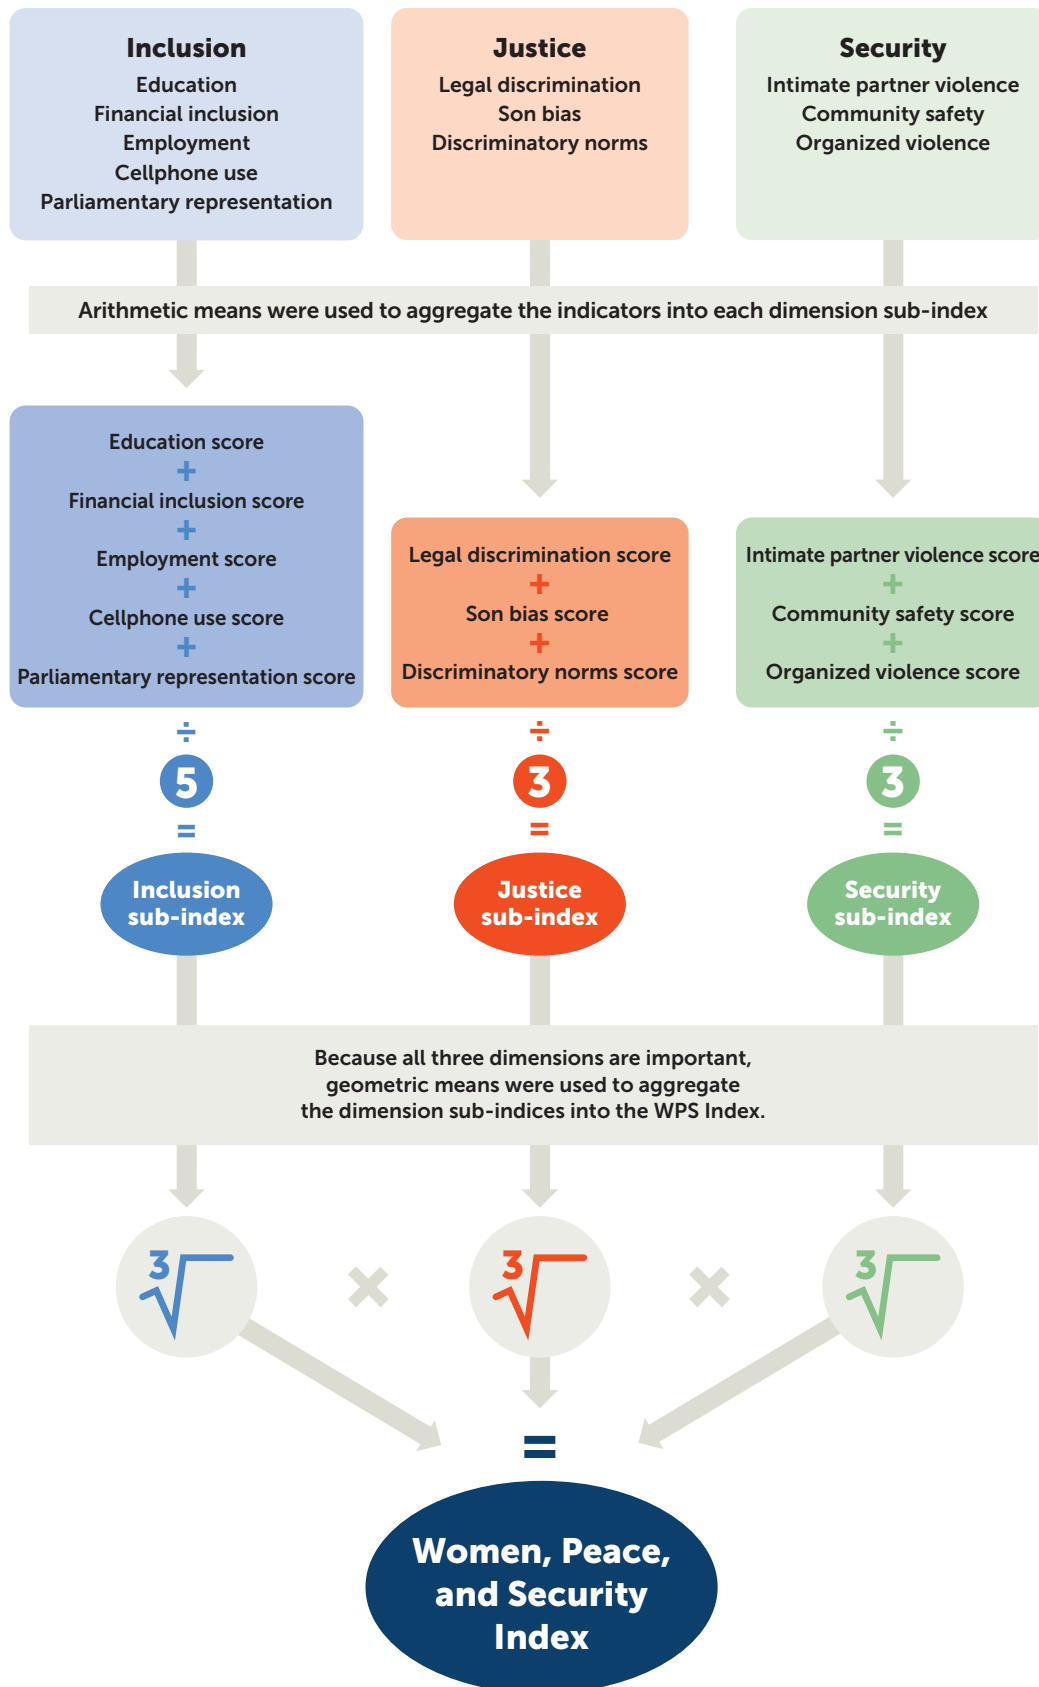 Inclusion
Education
Financial inclusion
Employment
Cellphone use
Parliamentary representation
Justice
Legal discrimination
Son bias
Discriminatory norms
Security
Intimate partner violence
Community safety
Organized violence
Arithmetic means were used to aggregate the indicators into each dimension sub-index
Education score
+
Financial inclusion score
+
Employment score
+
Cellphone use score
+
Parliamentary representation score
÷
5
=
Inclusion
sub-index
Legal discrimination score
+
Son bias score
+
Discriminatory norms score
÷
3
=
Justice
sub-index
Intimate partner violence score
+
Community safety score
+
Organized violence score
÷
3
=
Security
sub-index
Because all three dimensions are important,
geometric means were used to aggregate
the dimension sub-indices into the WPS Index.
3√ × 3√ × 3√
=
Women, Peace,
and Security
Index